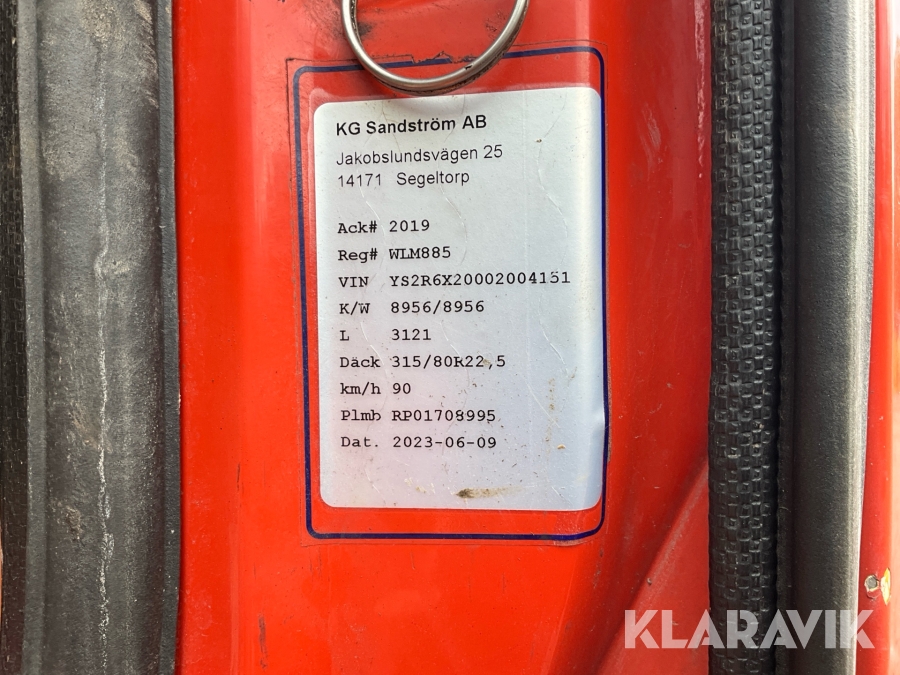 KG Sandström AB
Jakobslundsvägen 25
14171 Segeltorp
Ack# 2019
Reg# WLM885
VIN YS2R6X20002004151
K/W 8956/8956
L 3121
Däck 315/80R22,5
km/h 90
Plmb RP01708995
Dat. 2023-06-09
KLARAVIK